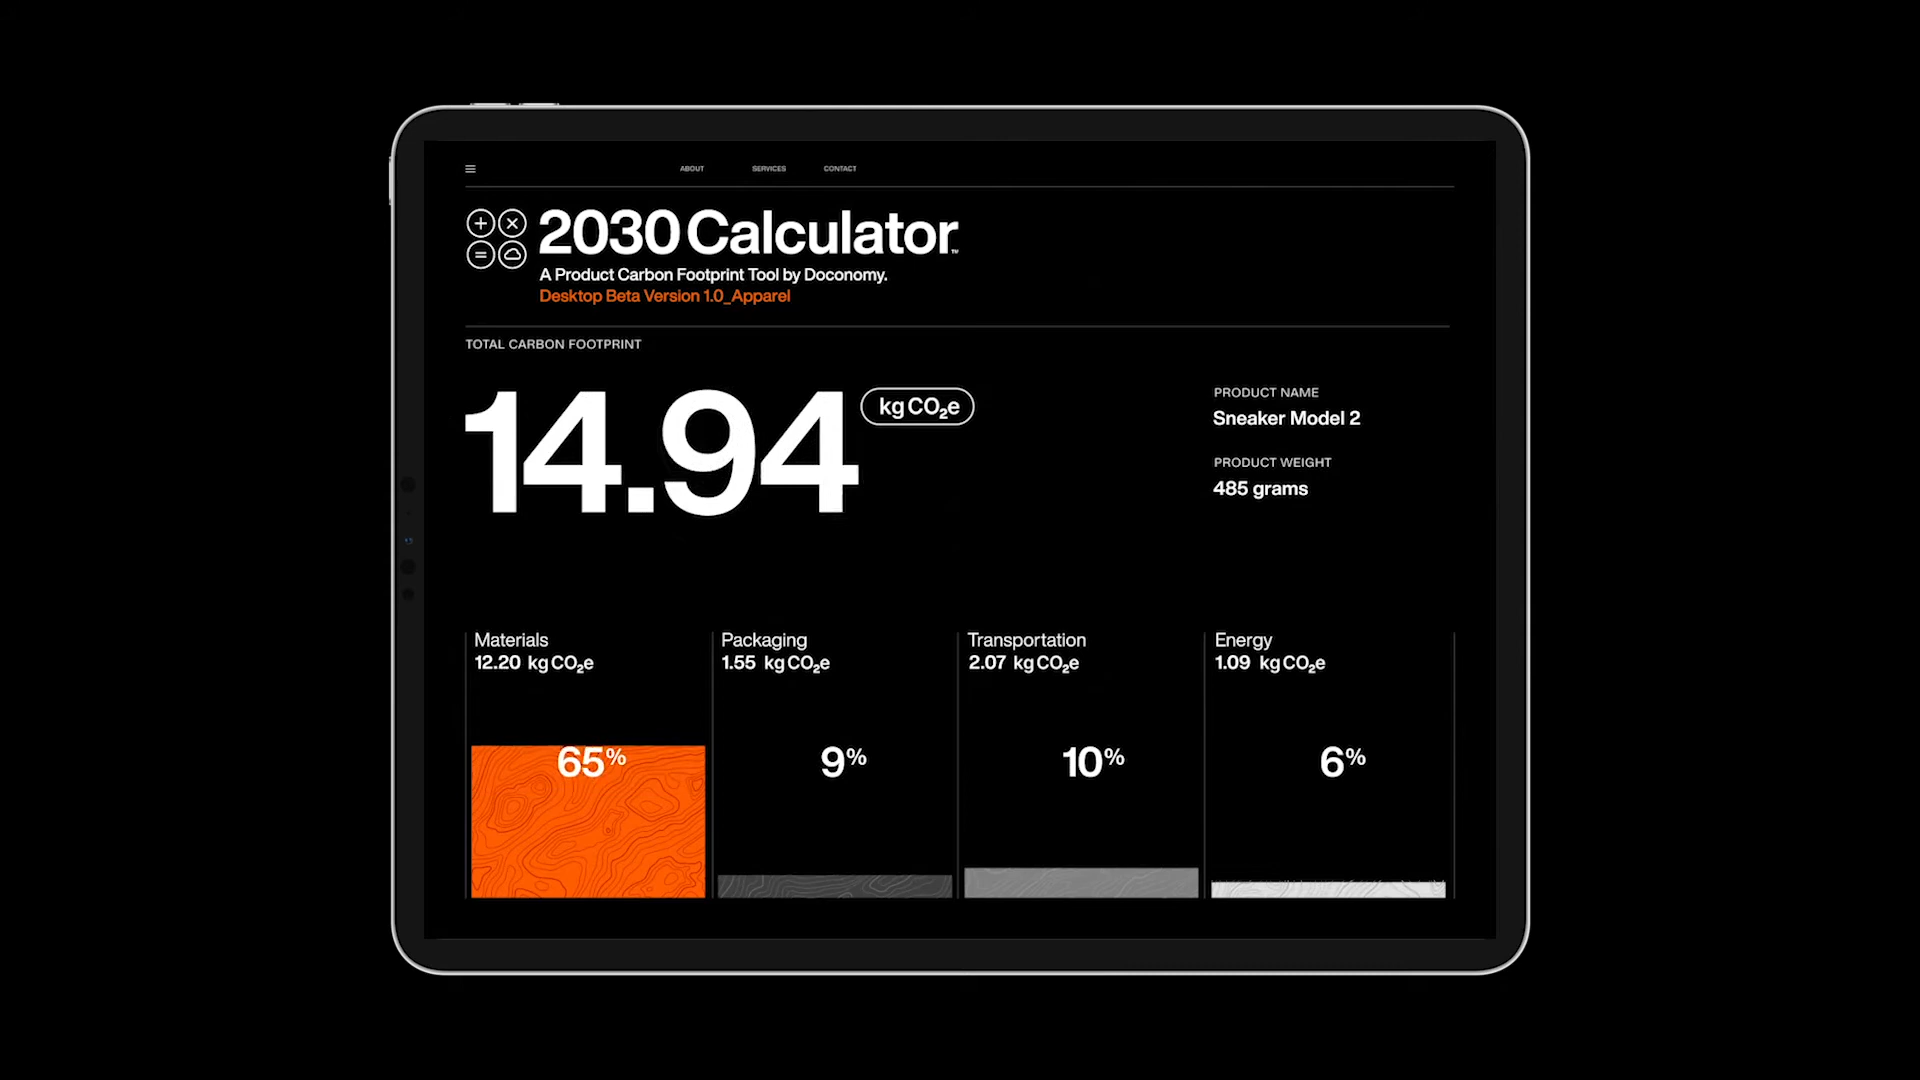 ABOUT SERVICES CONTACT
2030 Calculator™
A Product Carbon Footprint Tool by Doconomy.
Desktop Beta Version 1.0_Apparel
TOTAL CARBON FOOTPRINT
14.94 kg CO₂e
PRODUCT NAME
Sneaker Model 2
PRODUCT WEIGHT
485 grams
Materials
12.20 kg CO₂e
65%
Packaging
1.55 kg CO₂e
9%
Transportation
2.07 kg CO₂e
10%
Energy
1.09 kg CO₂e
6%